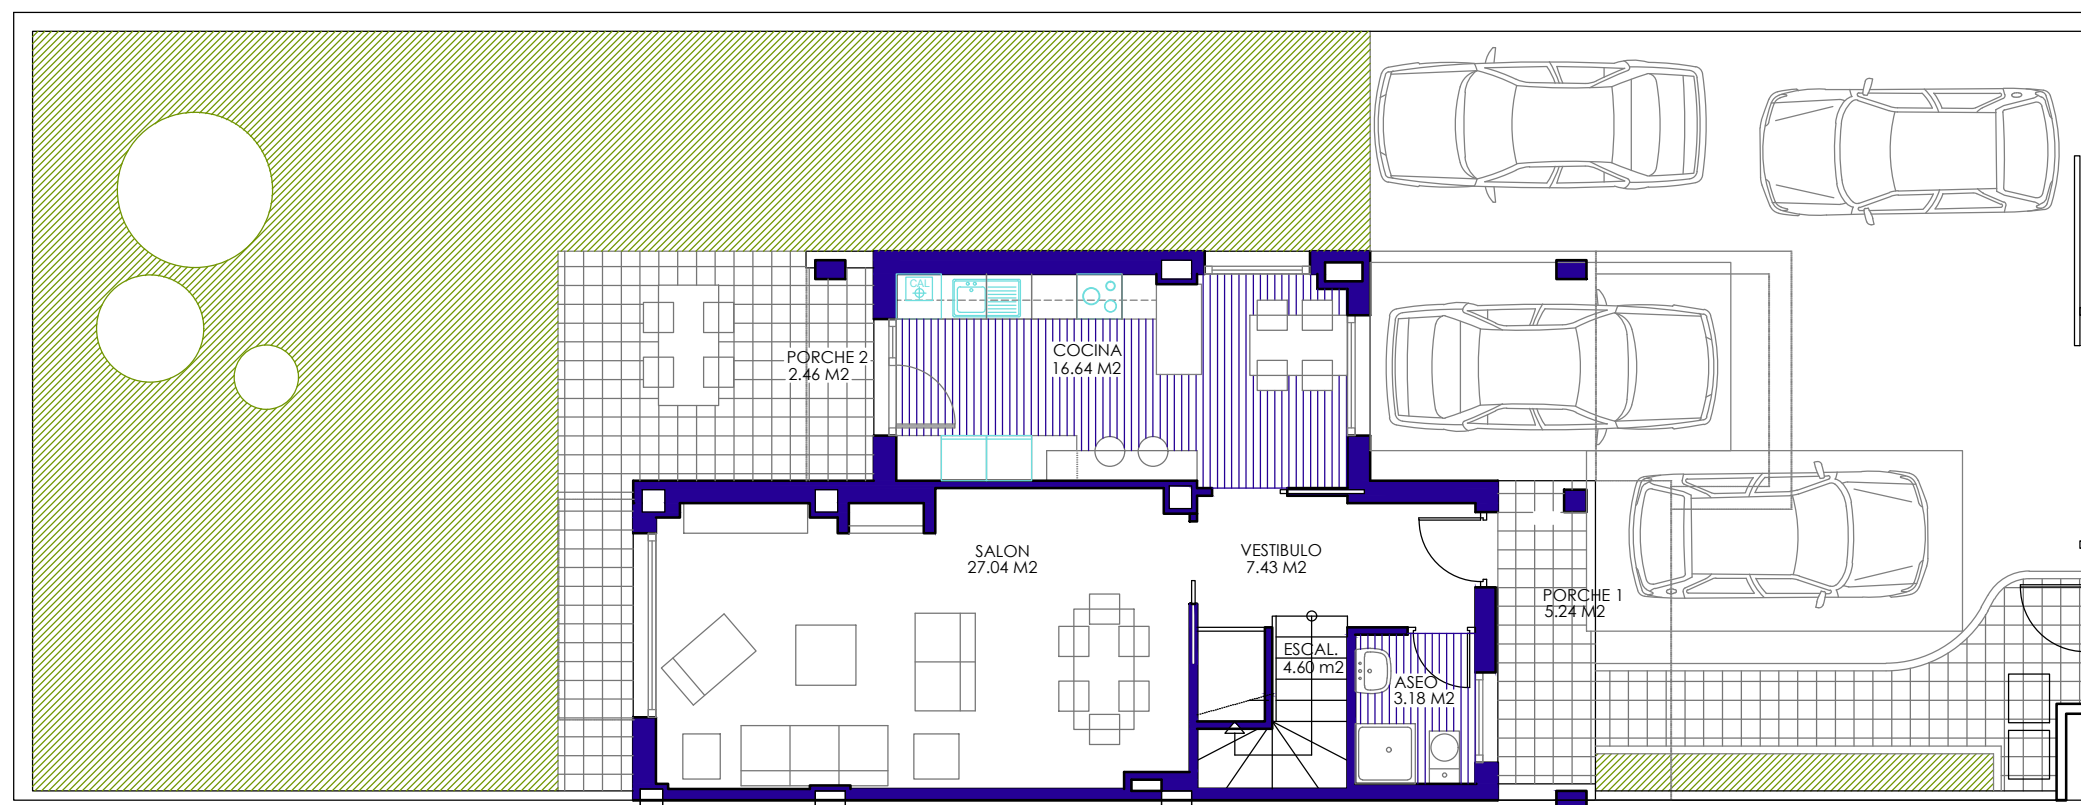 CAL
PORCHE 2
2.46 M2
COCINA
16.64 M2
SALON
27.04 M2
VESTIBULO
7.43 M2
PORCHE 1
5.24 M2
ESCAL.
4.60 m2
ASEO
3.18 M2